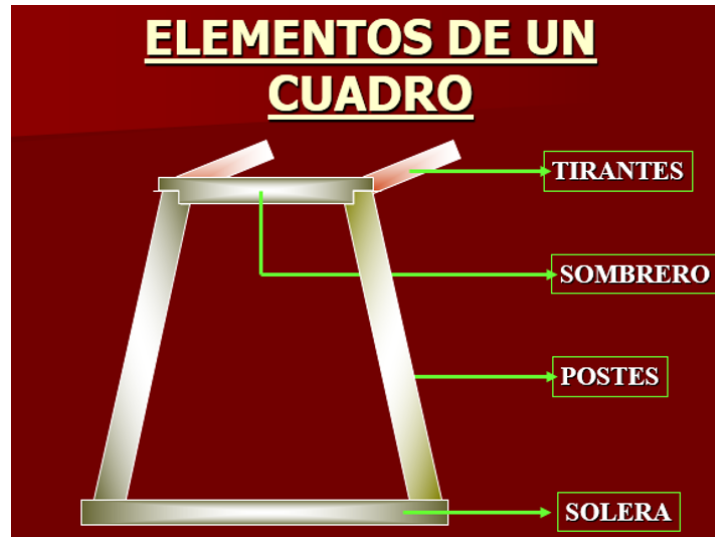 ELEMENTOS DE UN
CUADRO
TIRANTES
SOMBRERO
POSTES
SOLERA